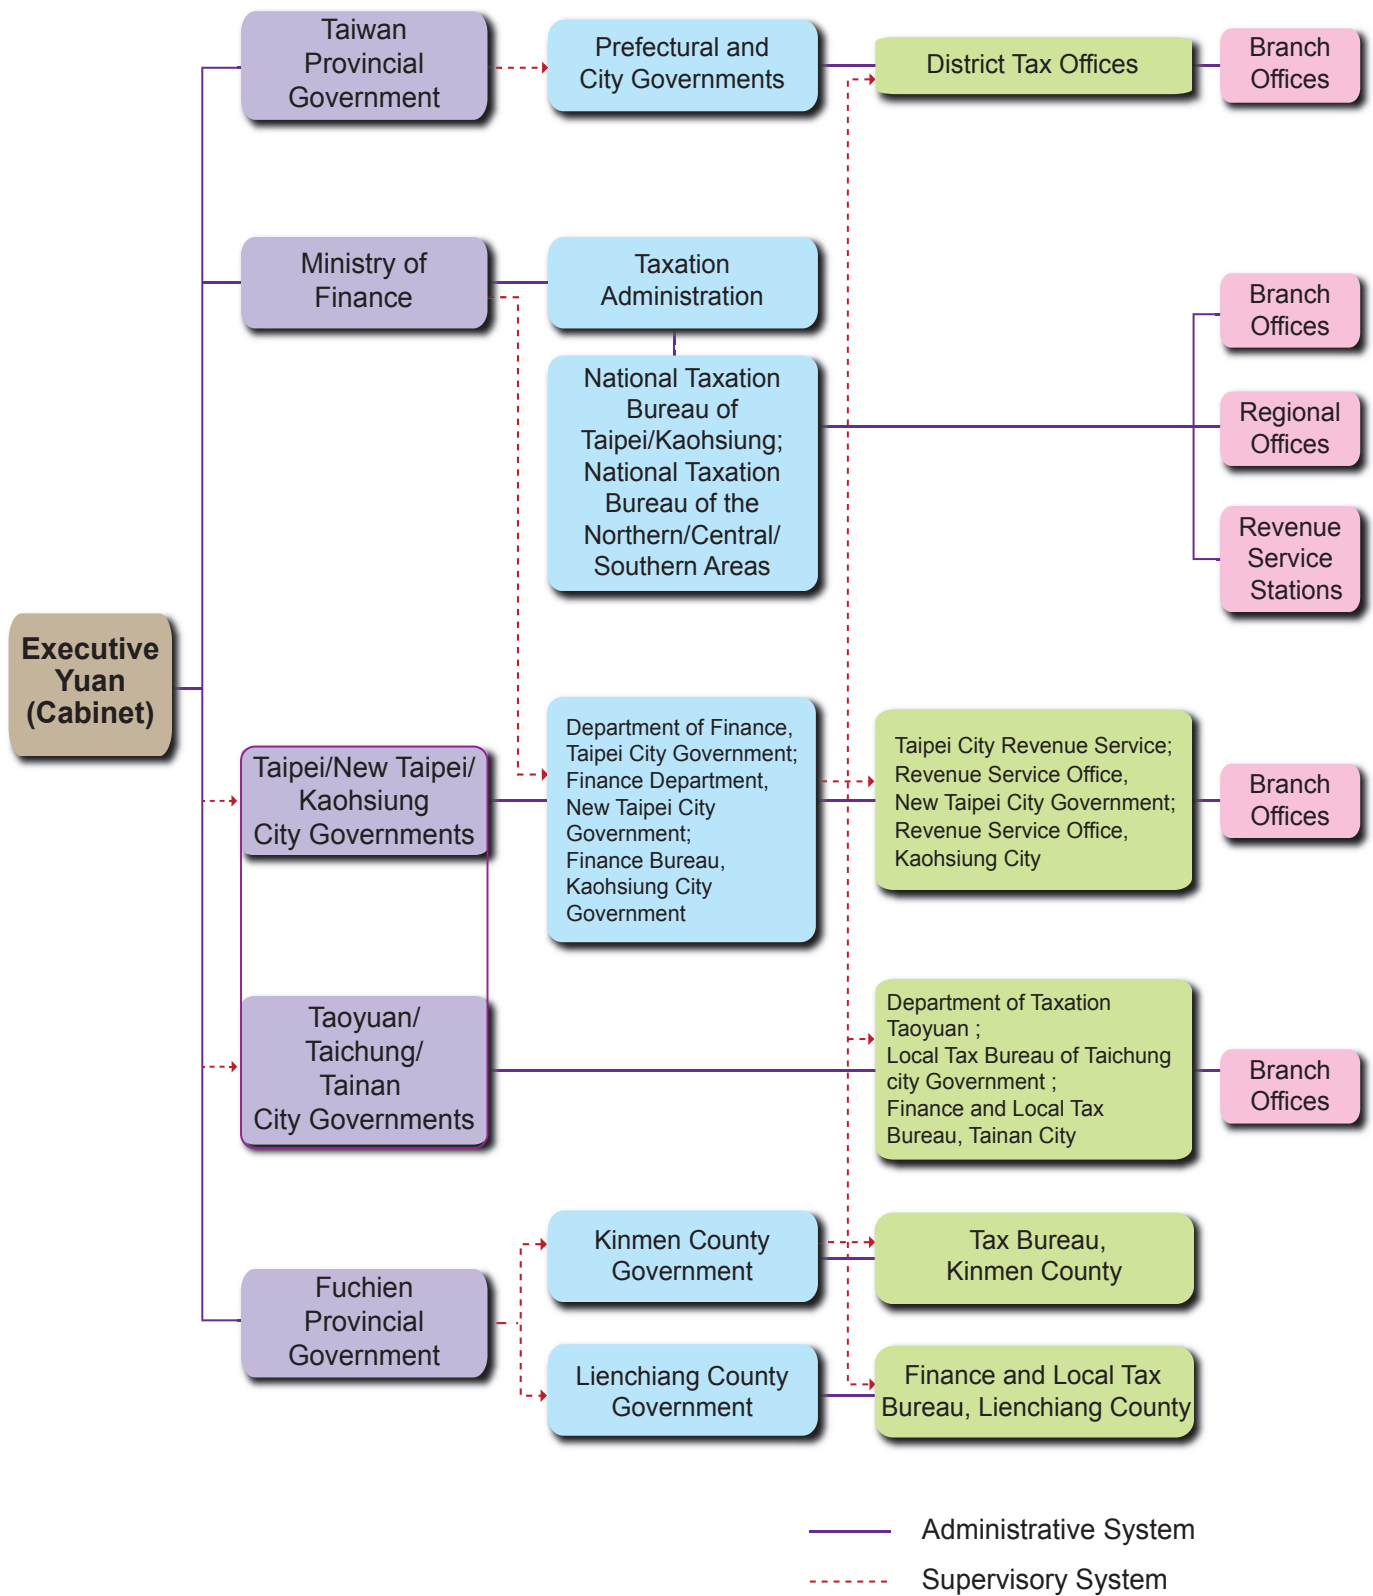 Taiwan
Provincial
Government
Prefectural and
City Governments
District Tax Offices
Branch
Offices
Ministry of
Finance
Taxation
Administration
National Taxation
Bureau of
Taipei/Kaohsiung;
National Taxation
Bureau of the
Northern/Central/
Southern Areas
Branch
Offices
Regional
Offices
Revenue
Service
Stations
Executive
Yuan
(Cabinet)
Taipei/New Taipei/
Kaohsiung
City Governments
Department of Finance,
Taipei City Government;
Finance Department,
New Taipei City
Government;
Finance Bureau,
Kaohsiung City
Government
Taipei City Revenue Service;
Revenue Service Office,
New Taipei City Government;
Revenue Service Office,
Kaohsiung City
Branch
Offices
Taoyuan/
Taichung/
Tainan
City Governments
Department of Taxation
Taoyuan ;
Local Tax Bureau of Taichung
city Government ;
Finance and Local Tax
Bureau, Tainan City
Branch
Offices
Fuchien
Provincial
Government
Kinmen County
Government
Tax Bureau,
Kinmen County
Lienchiang County
Government
Finance and Local Tax
Bureau, Lienchiang County
Administrative System
Supervisory System